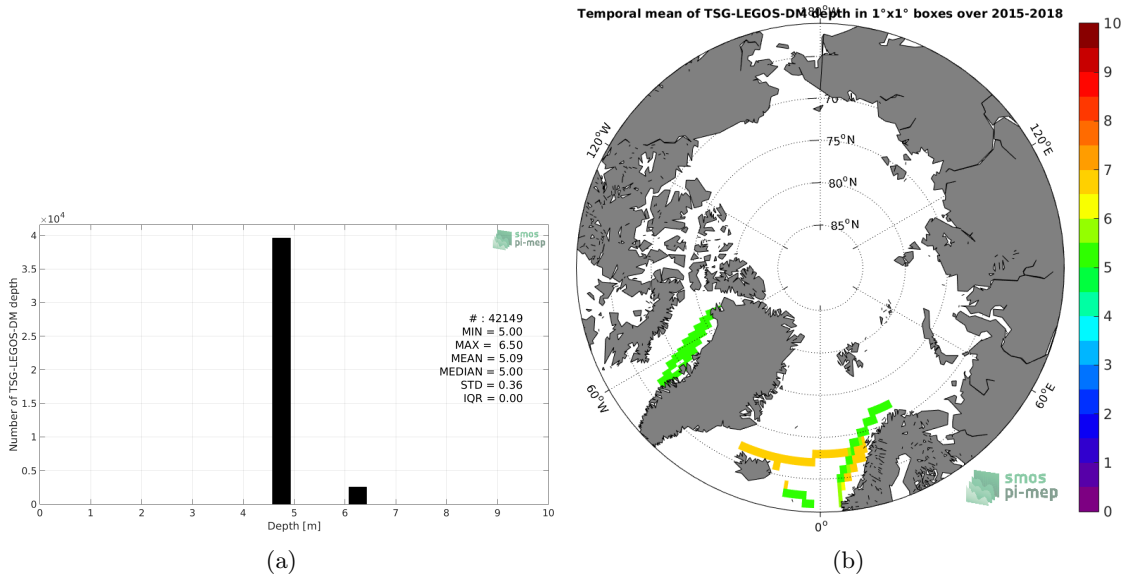 ×10⁴
4
3.5
3
2.5
2
1.5
1
0.5
0
Number of TSG-LEGOS-DM depth
smos
pi-mep
# : 42149
MIN = 5.00
MAX = 6.50
MEAN = 5.09
MEDIAN = 5.00
STD = 0.36
IQR = 0.00
0 1 2 3 4 5 6 7 8 9 10
Depth [m]
(a)
Temporal mean of TSG-LEGOS-DM depth in 1°x1° boxes over 2015-2018
180°W
120°W
120°E
70°N
75°N
80°N
85°N
60°W
60°E
0°
smos
pi-mep
10
9
8
7
6
5
4
3
2
1
0
(b)